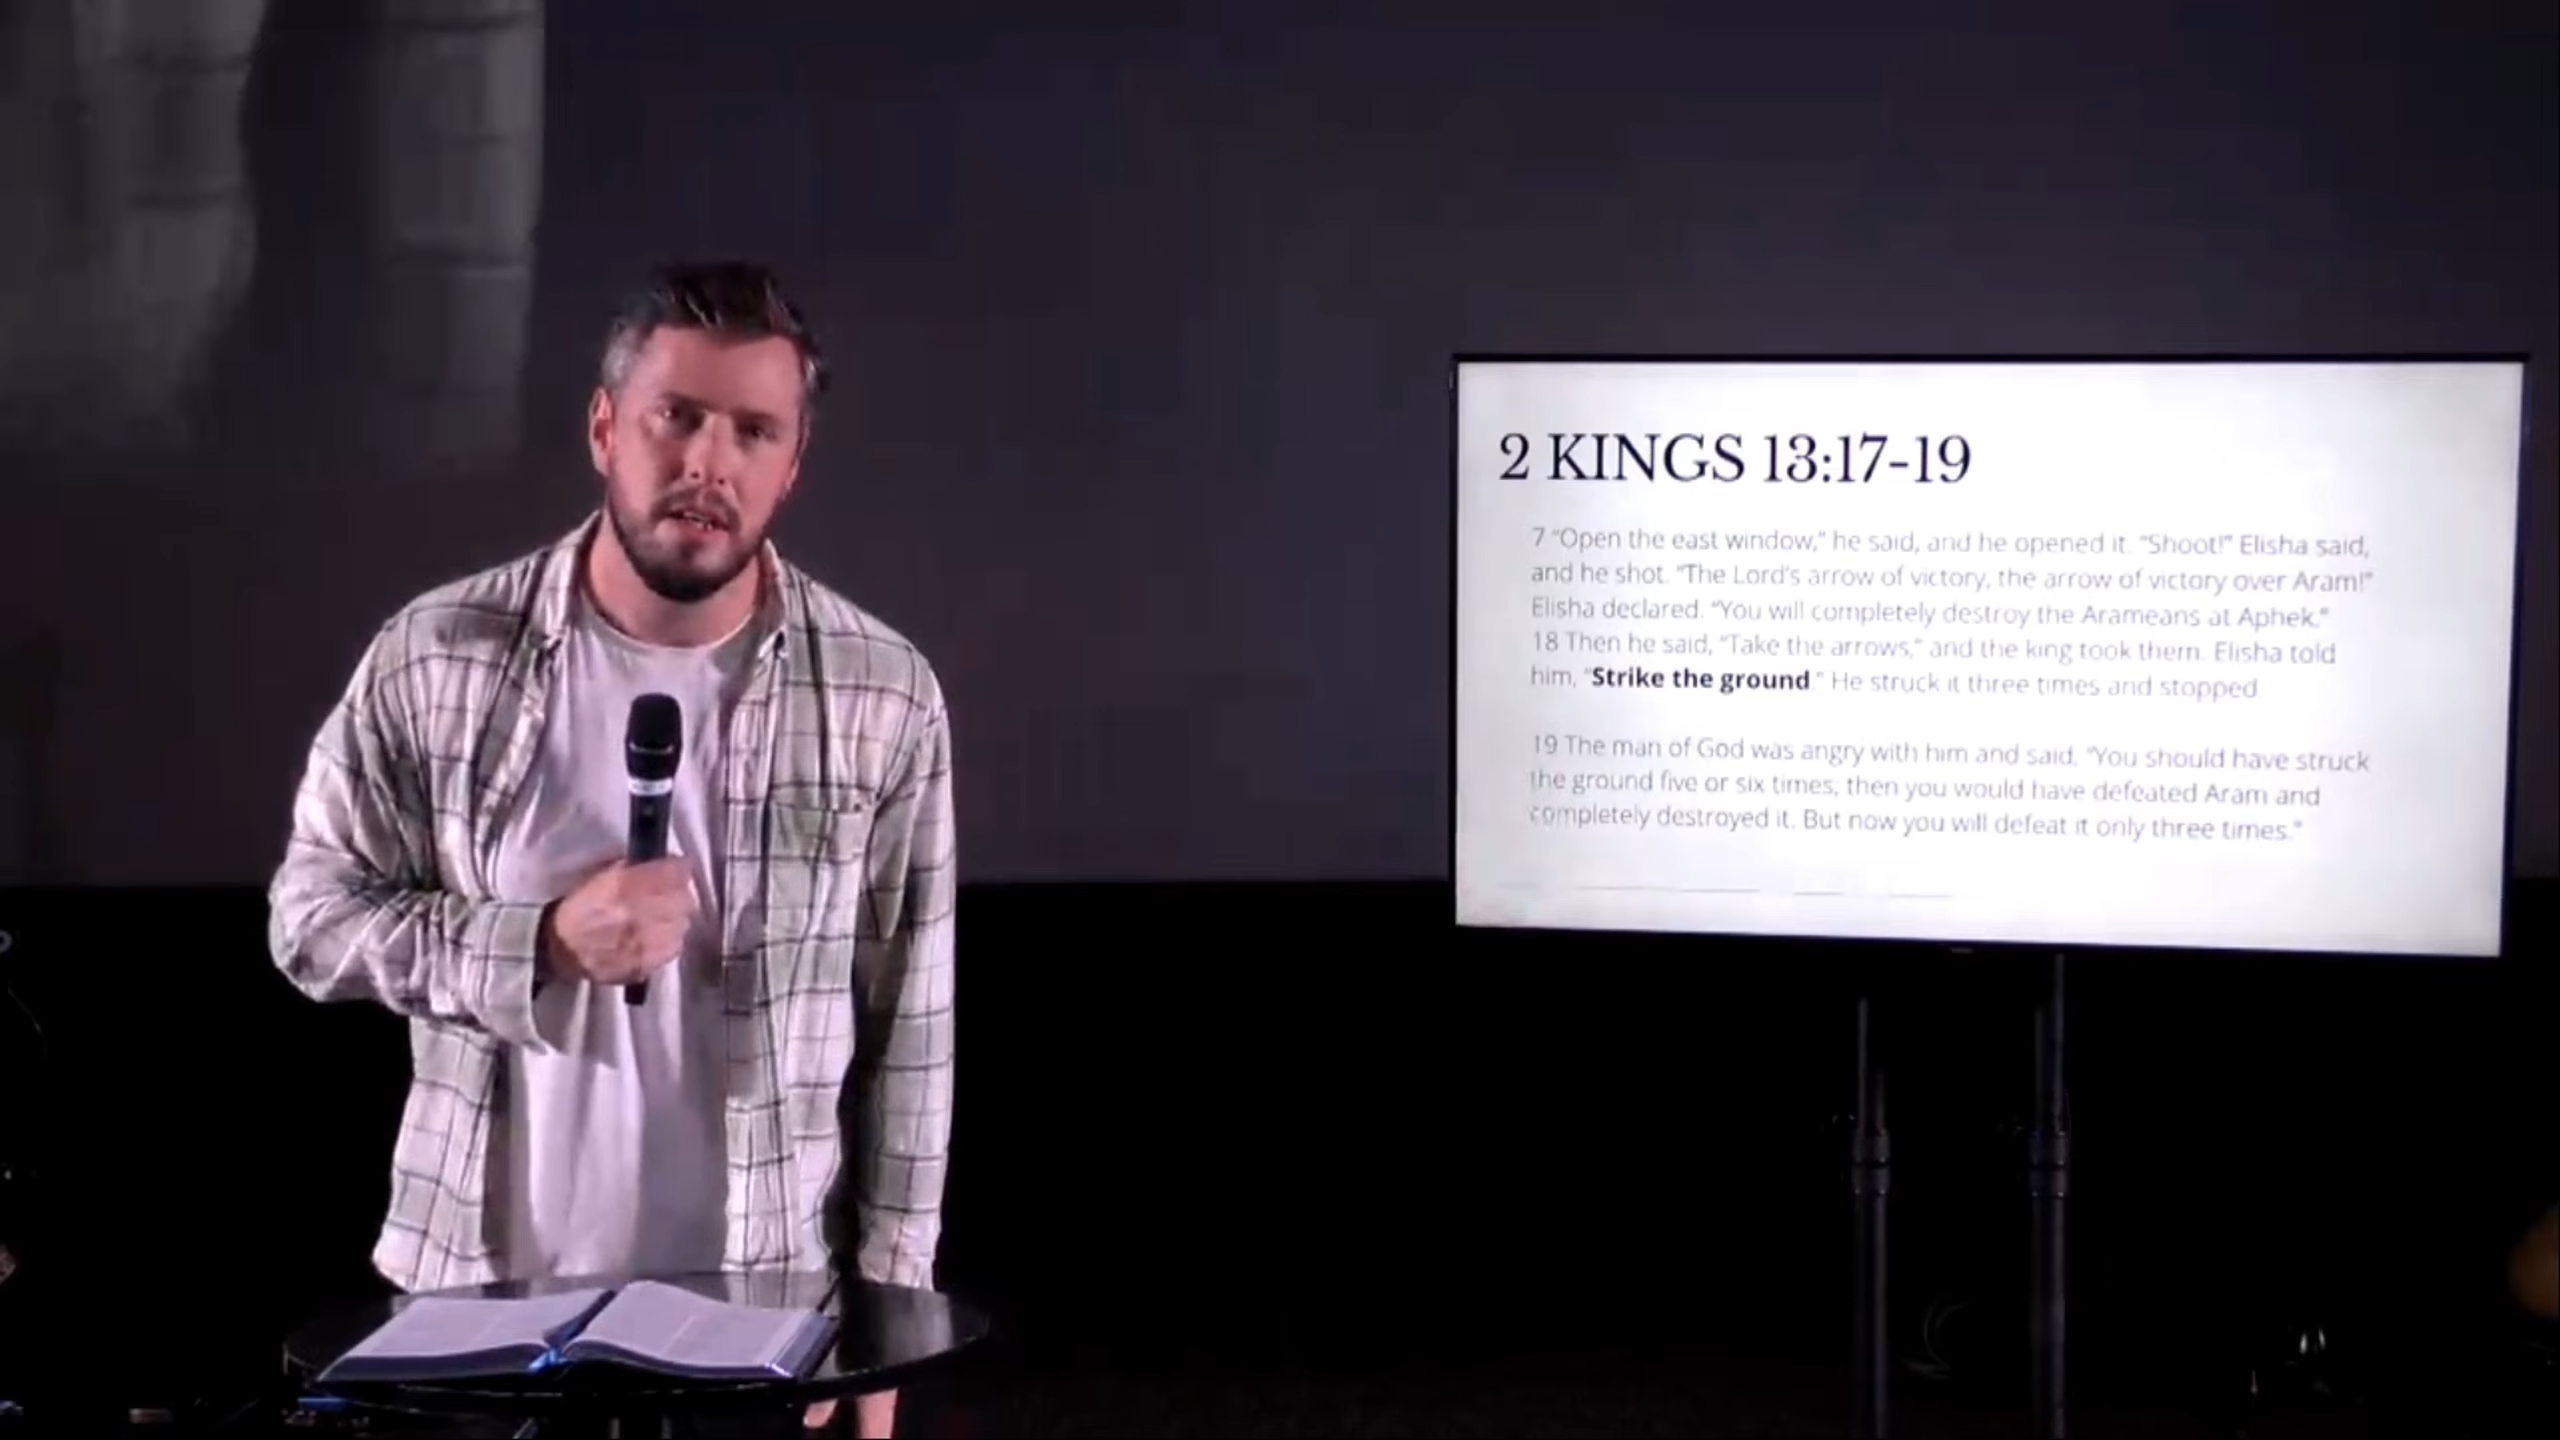 2 KINGS 13:17-19
7 “Open the east window,” he said, and he opened it. “Shoot!” Elisha said,
and he shot. “The Lord’s arrow of victory, the arrow of victory over Aram!”
Elisha declared. “You will completely destroy the Arameans at Aphek.”
18 Then he said, “Take the arrows,” and the king took them. Elisha told
him, “Strike the ground.” He struck it three times and stopped
19 The man of God was angry with him and said, “You should have struck
the ground five or six times; then you would have defeated Aram and
completely destroyed it. But now you will defeat it only three times.”